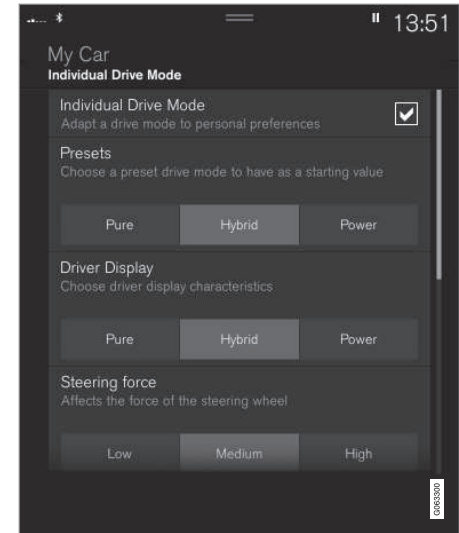 13:51
My Car
Individual Drive Mode
Individual Drive Mode
Adapt a drive mode to personal preferences
Presets
Choose a preset drive mode to have as a starting value
Pure Hybrid Power
Driver Display
Choose driver display characteristics
Pure Hybrid Power
Steering force
Affects the force of the steering wheel
Low Medium High
G063300